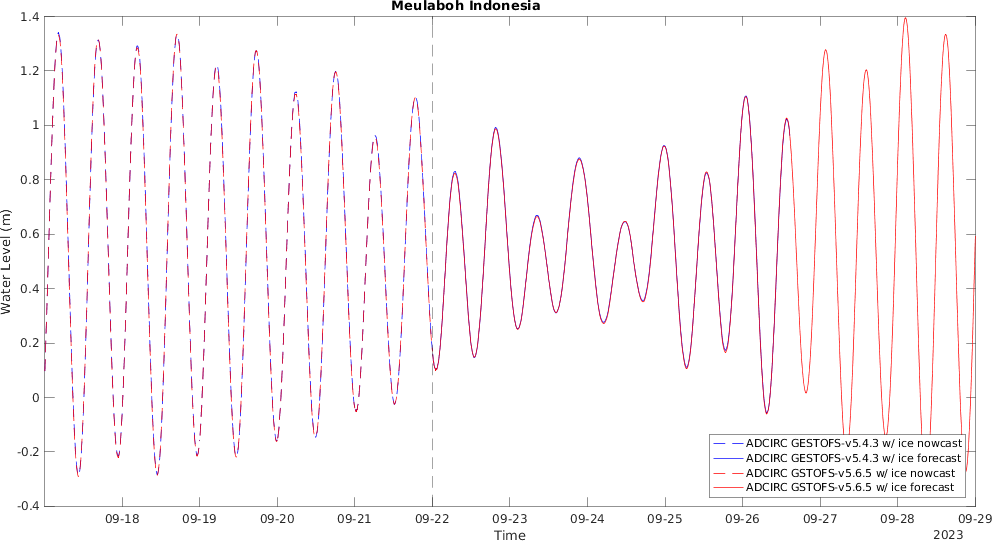 Meulaboh Indonesia
1.4
1.2
1
0.8
0.6
0.4
0.2
0
-0.2
-0.4
Water Level (m)
ADCIRC GESTOFS-v5.4.3 w/ ice nowcast
ADCIRC GESTOFS-v5.4.3 w/ ice forecast
ADCIRC GSTOFS-v5.6.5 w/ ice nowcast
ADCIRC GSTOFS-v5.6.5 w/ ice forecast
09-18 09-19 09-20 09-21 09-22 09-23 09-24 09-25 09-26 09-27 09-28 09-29
Time
2023